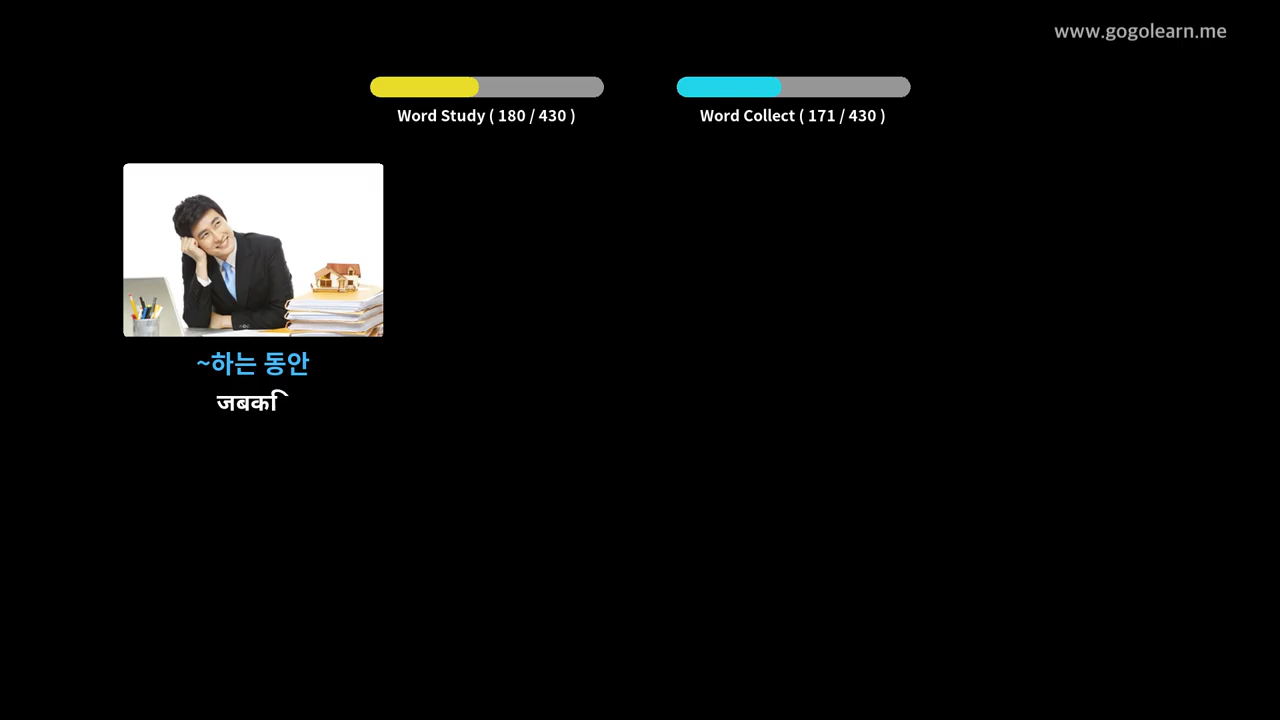 www.gogolearn.me
Word Study ( 180 / 430 )
Word Collect ( 171 / 430 )
~하는 동안
जबकि